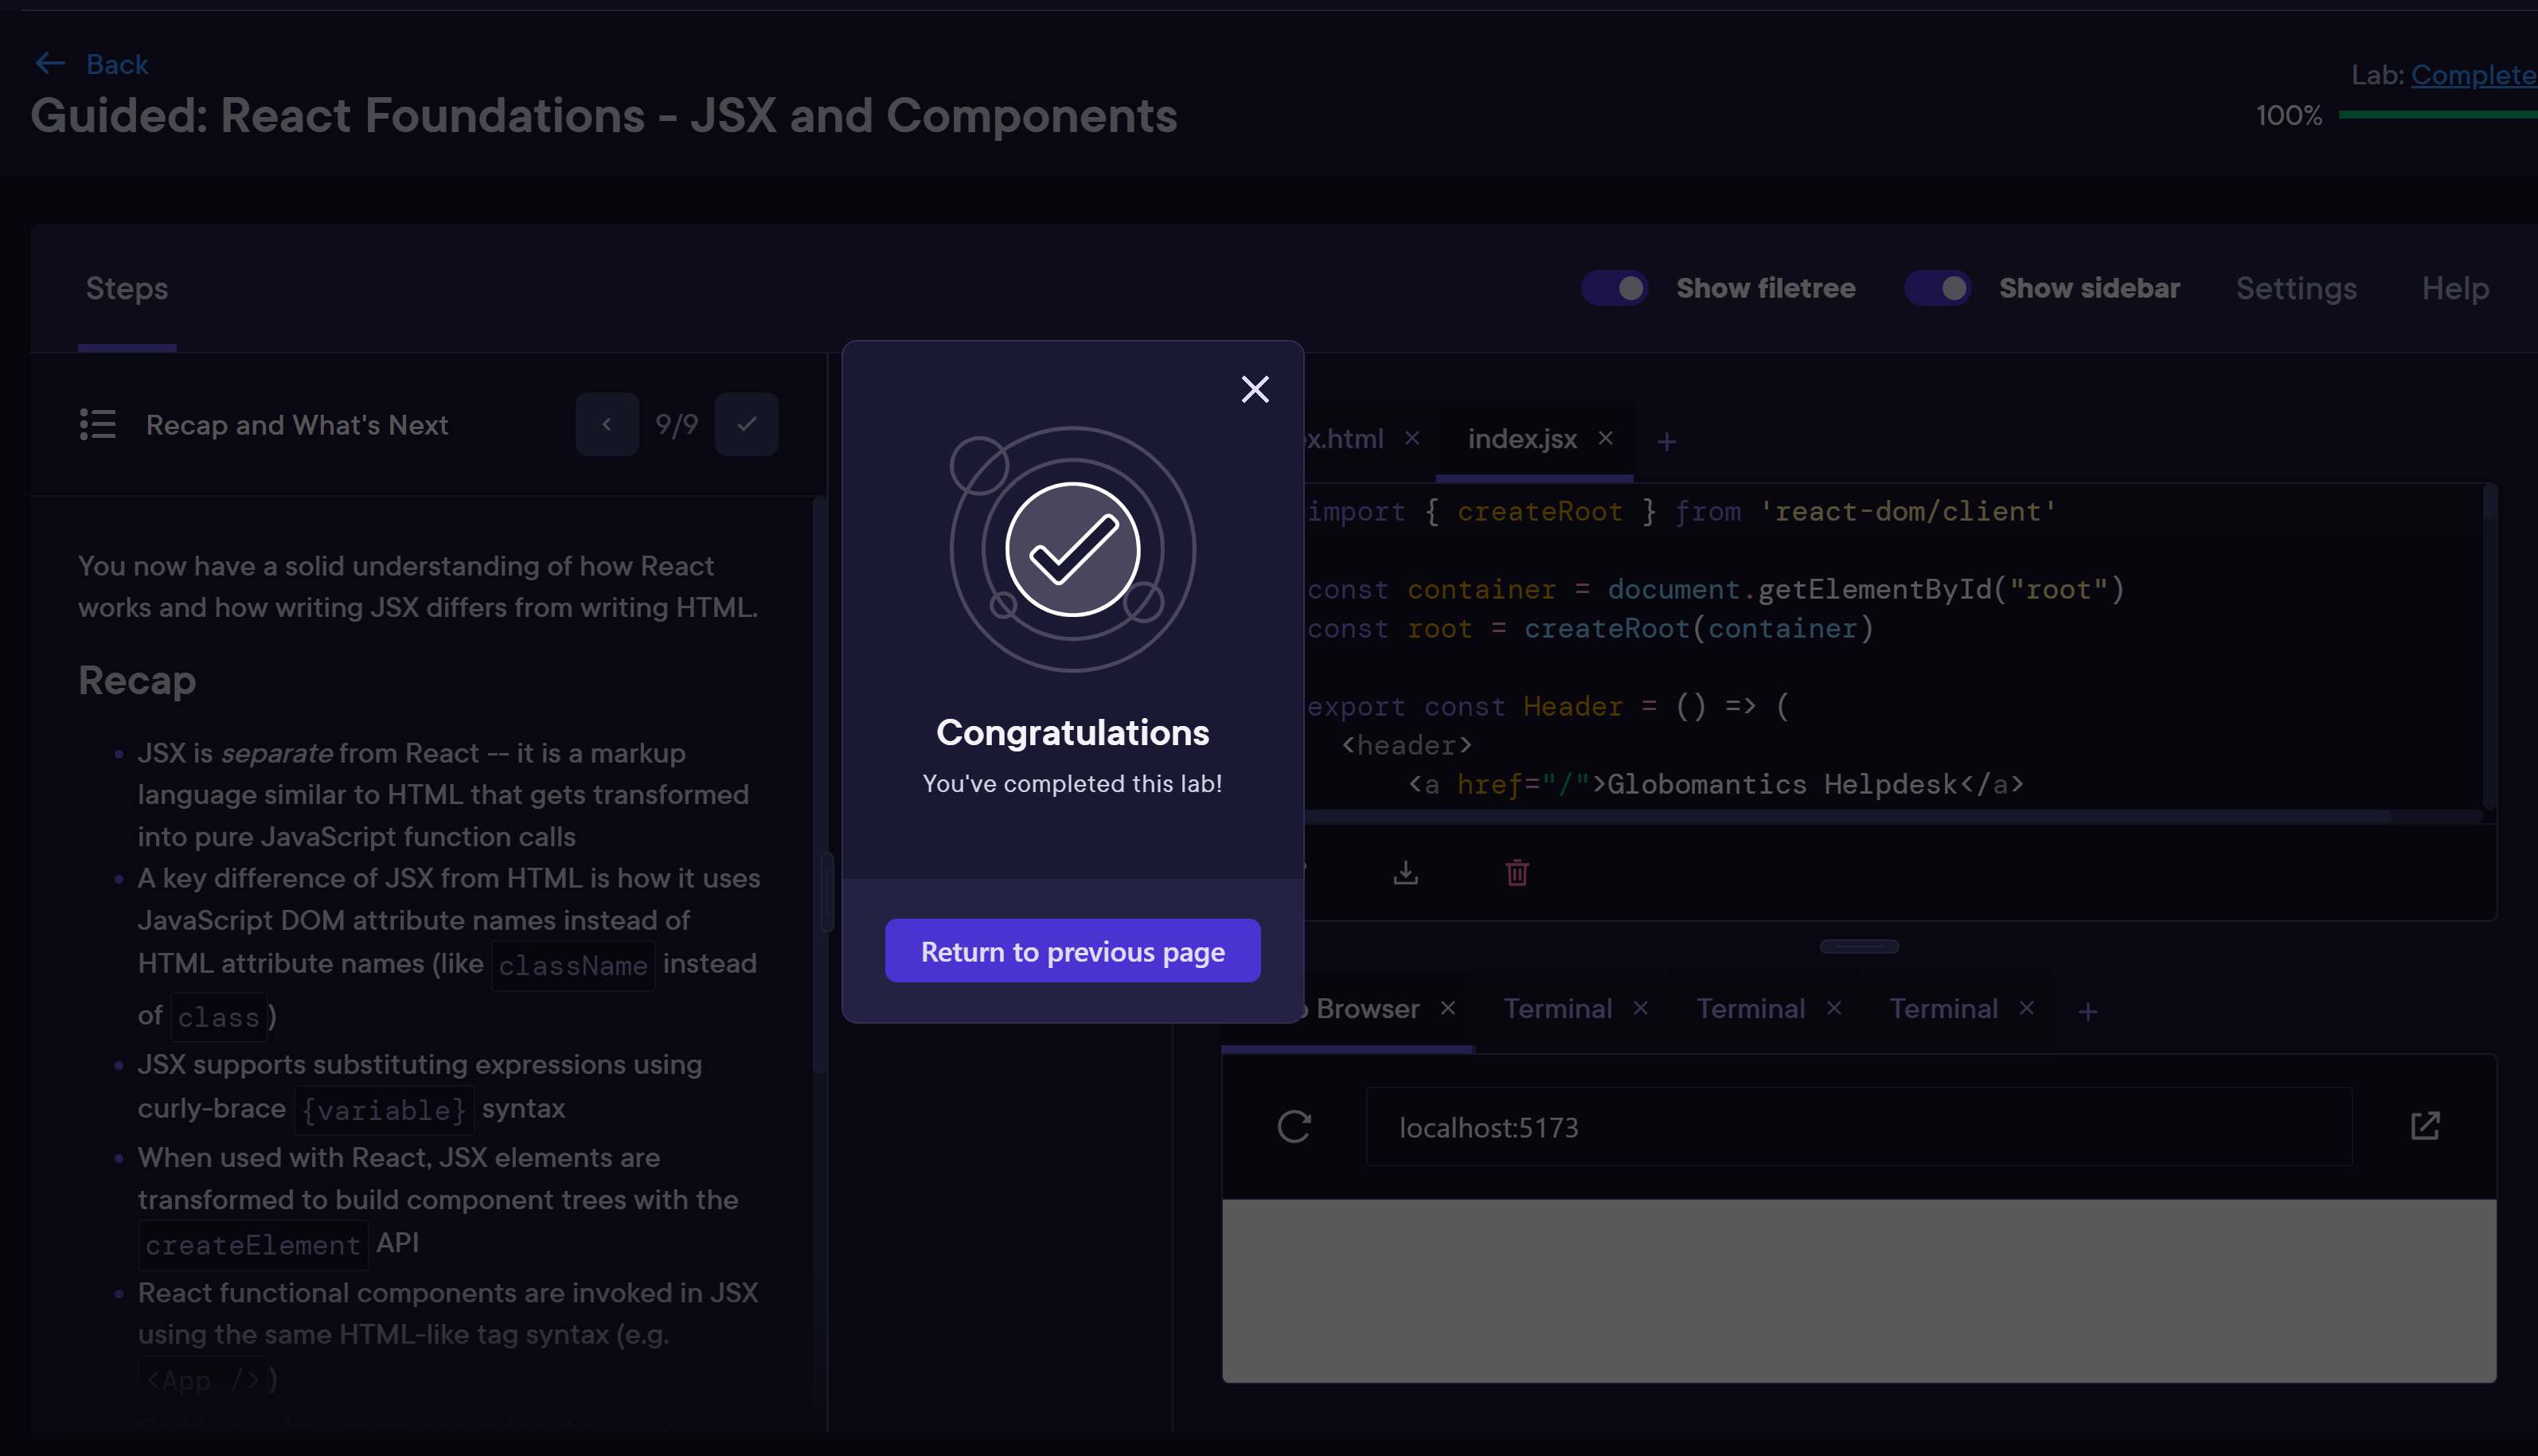 Back
Guided: React Foundations - JSX and Components
Lab: Complete
100%
Steps
Show filetree
Show sidebar
Settings
Help
Recap and What's Next
9/9
You now have a solid understanding of how React
works and how writing JSX differs from writing HTML.
Recap
JSX is separate from React -- it is a markup
language similar to HTML that gets transformed
into pure JavaScript function calls
A key difference of JSX from HTML is how it uses
JavaScript DOM attribute names instead of
HTML attribute names (like className instead
of class)
JSX supports substituting expressions using
curly-brace {variable} syntax
When used with React, JSX elements are
transformed to build component trees with the
createElement API
React functional components are invoked in JSX
using the same HTML-like tag syntax (e.g.
<App />)
Congratulations
You've completed this lab!
Return to previous page
ex.html
index.jsx
import { createRoot } from 'react-dom/client'
const container = document.getElementById("root")
const root = createRoot(container)
export const Header = () => (
<header>
<a href="/">Globomantics Helpdesk</a>
Browser
Terminal
Terminal
Terminal
localhost:5173